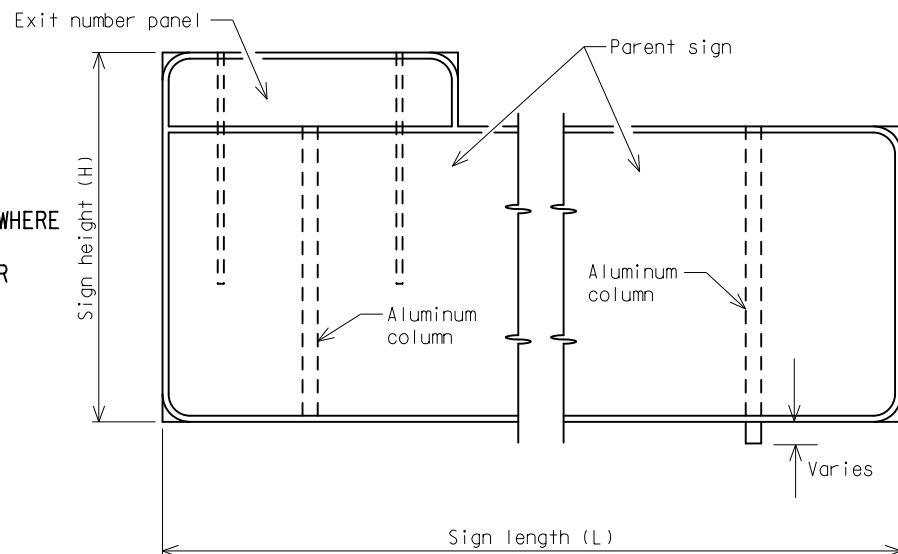 Exit number panel
Parent sign
WHERE
R
Sign height (H)
Aluminum
column
Aluminum
column
Varies
Sign length (L)